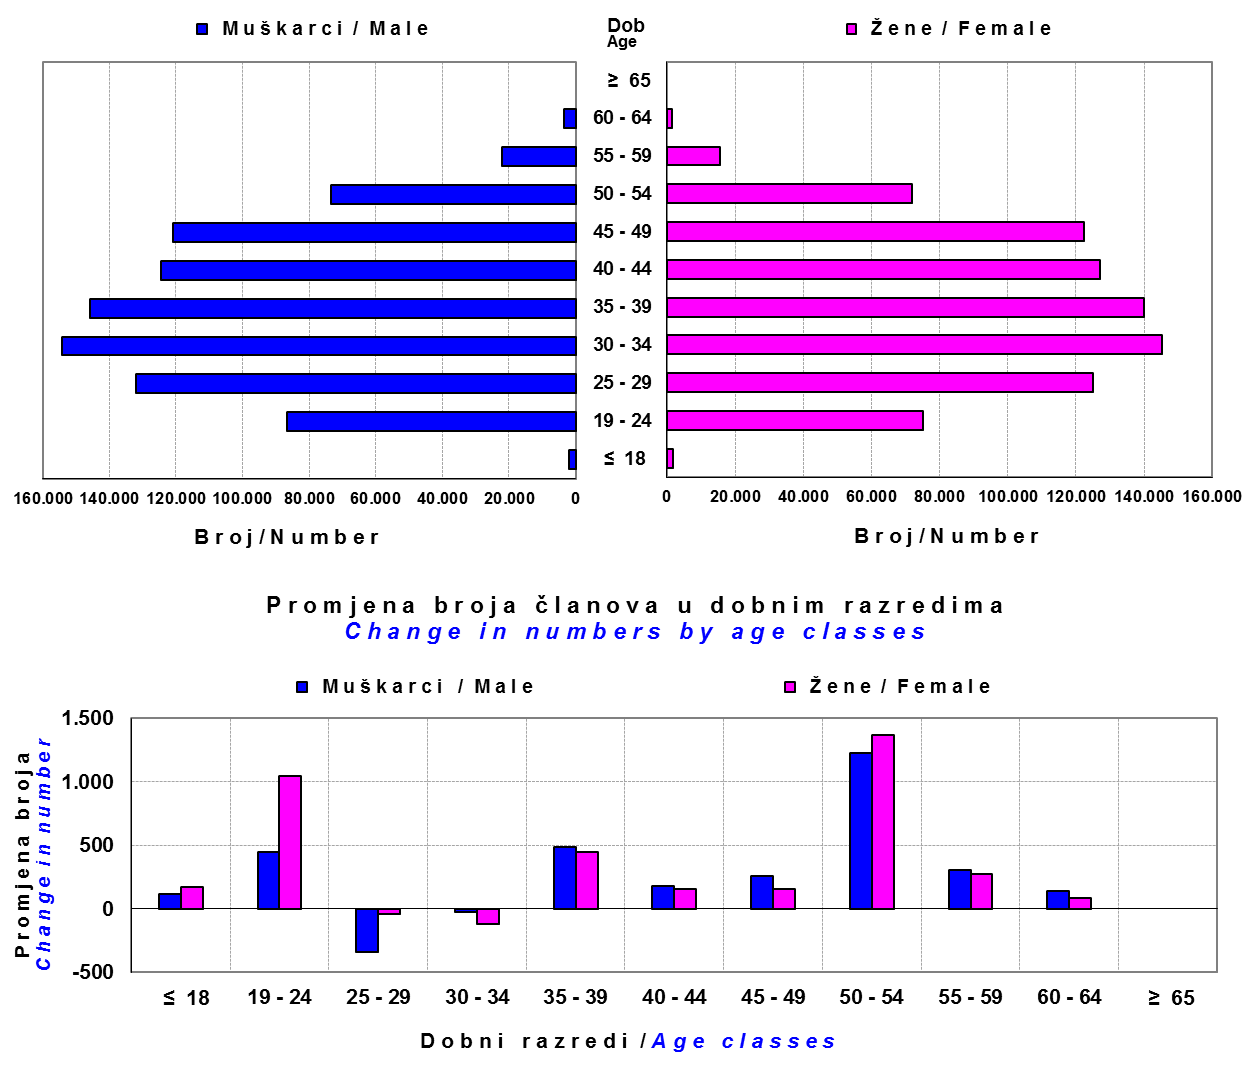 Muškarci / Male
Dob
Age
Žene / Female
≥ 65
60 - 64
55 - 59
50 - 54
45 - 49
40 - 44
35 - 39
30 - 34
25 - 29
19 - 24
≤ 18
160.000 140.000 120.000 100.000 80.000 60.000 40.000 20.000 0
0 20.000 40.000 60.000 80.000 100.000 120.000 140.000 160.000
Broj/Number
Broj/Number
Promjena broja članova u dobnim razredima
Change in numbers by age classes
Muškarci / Male
Žene / Female
Promjena broja
Change in number
1.500
1.000
500
0
-500
≤ 18 19 - 24 25 - 29 30 - 34 35 - 39 40 - 44 45 - 49 50 - 54 55 - 59 60 - 64 ≥ 65
Dobni razredi /Age classes